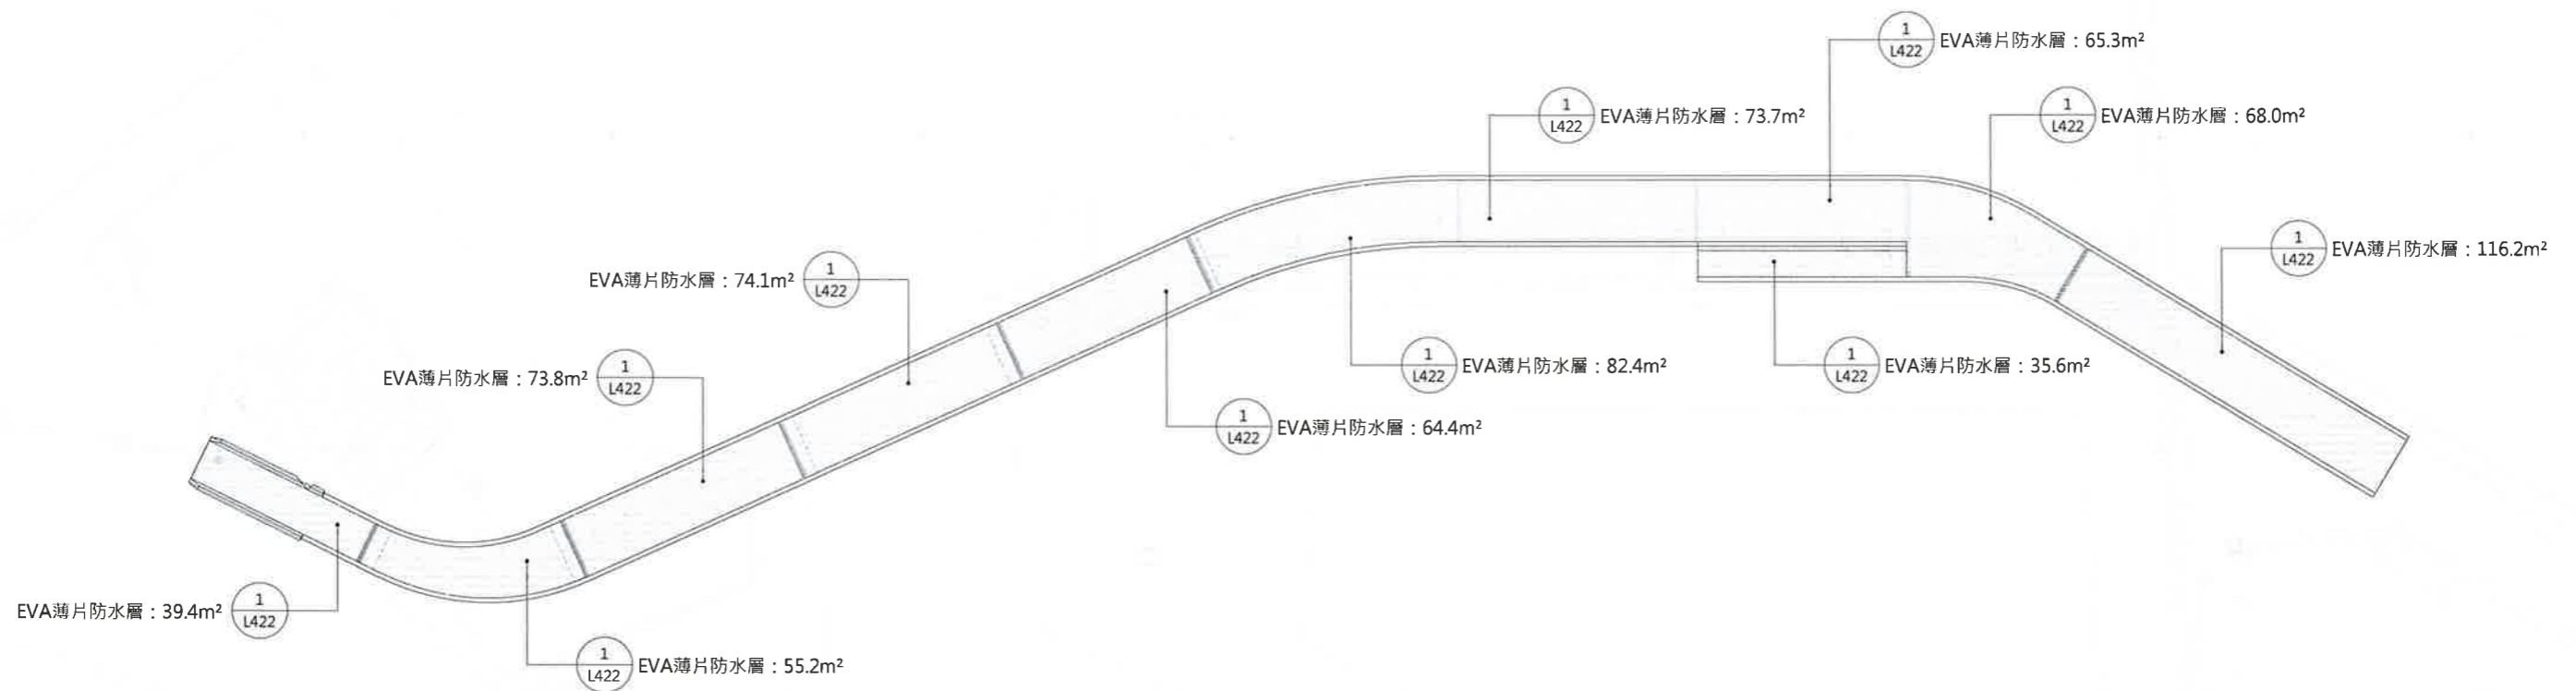 1
L422
EVA薄片防水層：65.3m²
1
L422
EVA薄片防水層：73.7m²
1
L422
EVA薄片防水層：68.0m²
1
L422
EVA薄片防水層：116.2m²
EVA薄片防水層：74.1m²
1
L422
EVA薄片防水層：73.8m²
1
L422
1
L422
EVA薄片防水層：82.4m²
1
L422
EVA薄片防水層：35.6m²
1
L422
EVA薄片防水層：64.4m²
EVA薄片防水層：39.4m²
1
L422
1
L422
EVA薄片防水層：55.2m²